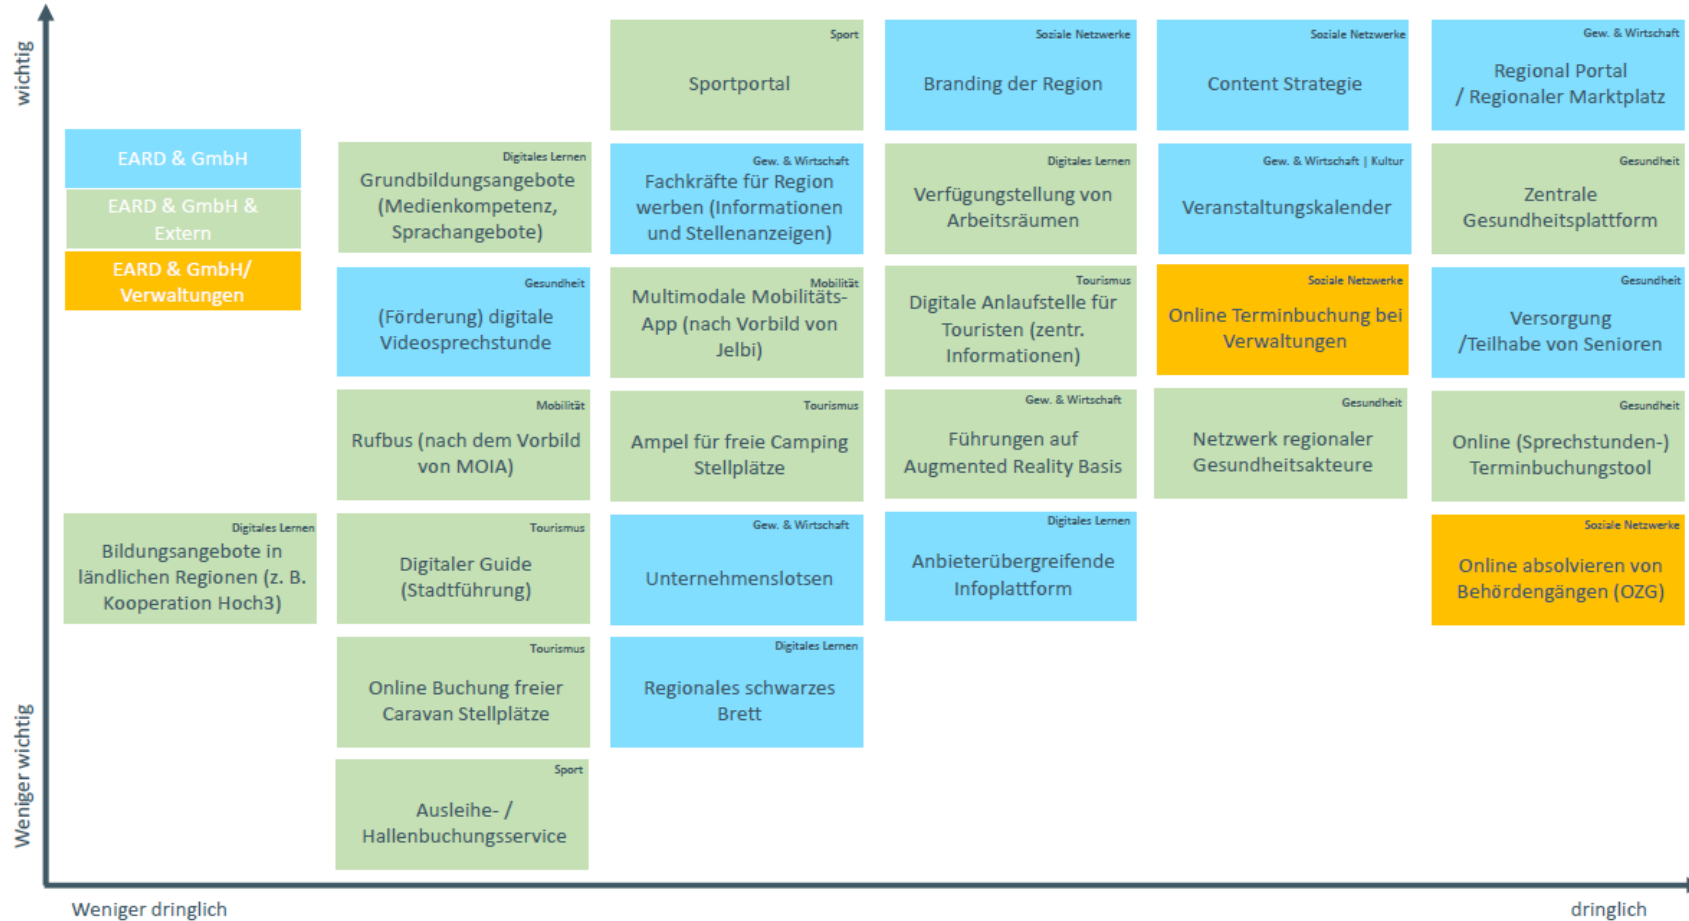 wichtig
Sport
Sportportal
Soziale Netzwerke
Branding der Region
Soziale Netzwerke
Content Strategie
Gew. & Wirtschaft
Regional Portal
/ Regionaler Marktplatz
EARD & GmbH
EARD & GmbH &
Extern
EARD & GmbH/
Verwaltungen
Digitales Lernen
Grundbildungsangebote
(Medienkompetenz,
Sprachangebote)
Gew. & Wirtschaft
Fachkräfte für Region
werben (Informationen
und Stellenanzeigen)
Digitales Lernen
Verfügungstellung von
Arbeitsräumen
Gew. & Wirtschaft | Kultur
Veranstaltungskalender
Gesundheit
Zentrale
Gesundheitsplattform
Gesundheit
(Förderung) digitale
Videosprechstunde
Mobilität
Multimodale Mobilitäts-
App (nach Vorbild von
Jelbi)
Tourismus
Digitale Anlaufstelle für
Touristen (zentr.
Informationen)
Soziale Netzwerke
Online Terminbuchung bei
Verwaltungen
Gesundheit
Versorgung
/Teilhabe von Senioren
Mobilität
Rufbus (nach dem Vorbild
von MOIA)
Tourismus
Ampel für freie Camping
Stellplätze
Gew. & Wirtschaft
Führungen auf
Augmented Reality Basis
Gesundheit
Netzwerk regionaler
Gesundheitsakteure
Gesundheit
Online (Sprechstunden-)
Terminbuchungstool
Digitales Lernen
Bildungsangebote in
ländlichen Regionen (z. B.
Kooperation Hoch3)
Tourismus
Digitaler Guide
(Stadtführung)
Gew. & Wirtschaft
Unternehmenslotsen
Digitales Lernen
Anbieterübergreifende
Infoplattform
Soziale Netzwerke
Online absolvieren von
Behördengängen (OZG)
Tourismus
Online Buchung freier
Caravan Stellplätze
Digitales Lernen
Regionales schwarzes
Brett
Weniger wichtig
Sport
Ausleihe- /
Hallenbuchungsservice
Weniger dringlich
dringlich